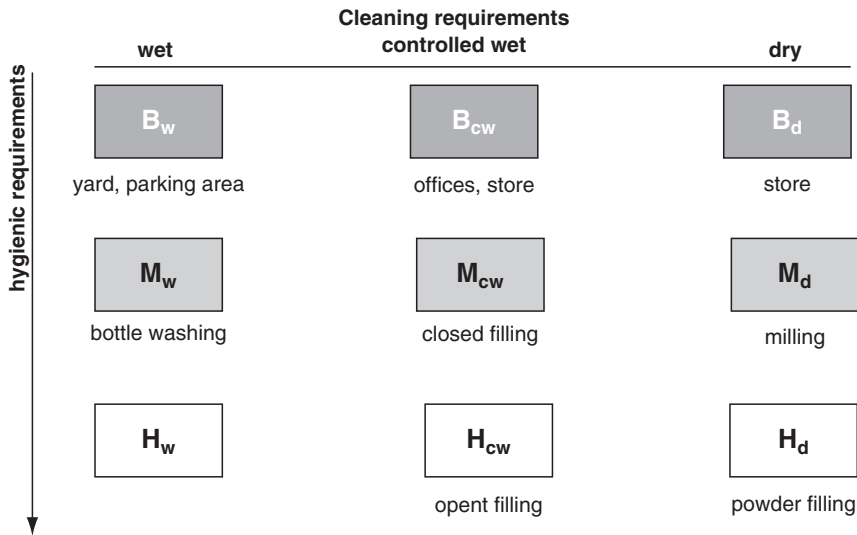 Cleaning requirements
wet controlled wet dry
hygienic requirements
Bw Bcw Bd
yard, parking area offices, store store
Mw Mcw Md
bottle washing closed filling milling
Hw Hcw Hd
opent filling powder filling